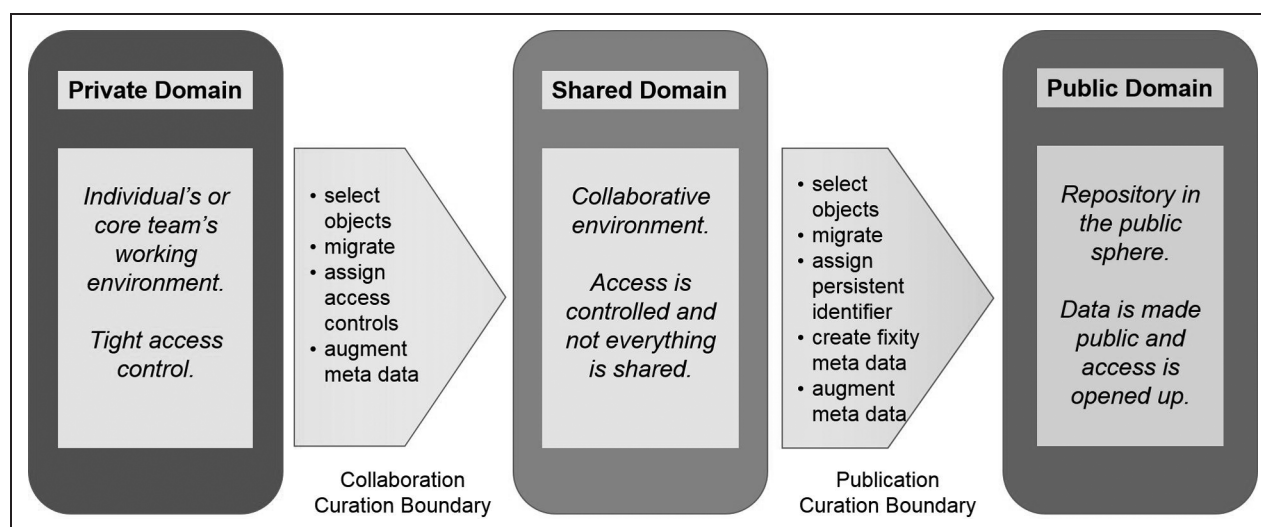 Private Domain
Individual's or
core team's
working
environment.
Tight access
control.
• select
objects
• migrate
• assign
access
controls
• augment
meta data
Collaboration
Curation Boundary
Shared Domain
Collaborative
environment.
Access is
controlled and
not everything
is shared.
• select
objects
• migrate
• assign
persistent
identifier
• create fixity
meta data
• augment
meta data
Publication
Curation Boundary
Public Domain
Repository in
the public
sphere.
Data is made
public and
access is
opened up.